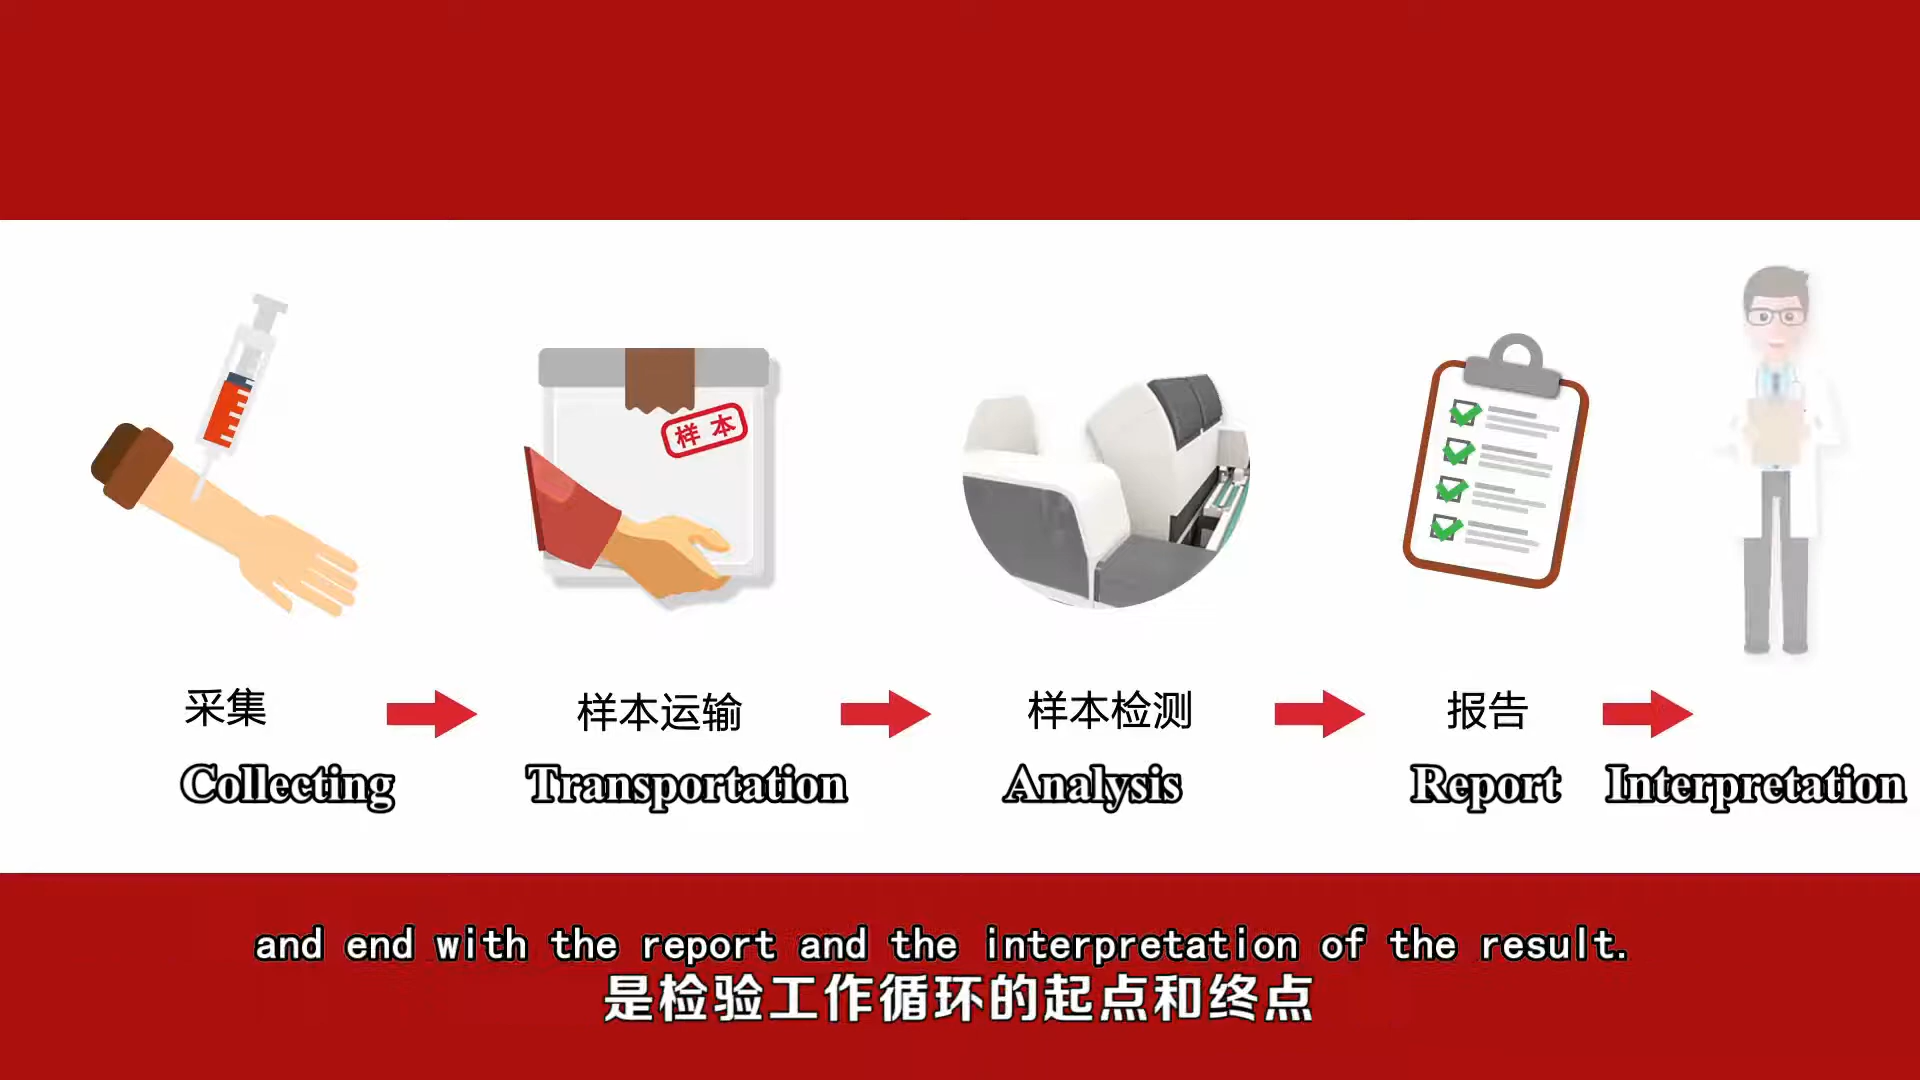 样本
采集
样本运输
样本检测
报告
Collecting
Transportation
Analysis
Report
Interpretation
and end with the report and the interpretation of the result.
是检验工作循环的起点和终点